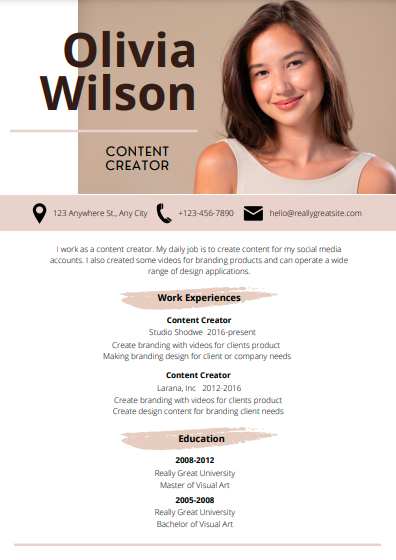 Olivia
Wilson
CONTENT
CREATOR
123 Anywhere St., Any City
+123-456-7890
hello@reallygreatsite.com
I work as a content creator. My daily job is to create content for my social media
accounts. I also created some videos for branding products and can operate a wide
range of design applications.
Work Experiences
Content Creator
Studio Shodwe 2016-present
Create branding with videos for clients product
Making branding design for client or company needs
Content Creator
Larana, Inc 2012-2016
Create branding with videos for clients product
Create design content for branding client needs
Education
2008-2012
Really Great University
Master of Visual Art
2005-2008
Really Great University
Bachelor of Visual Art